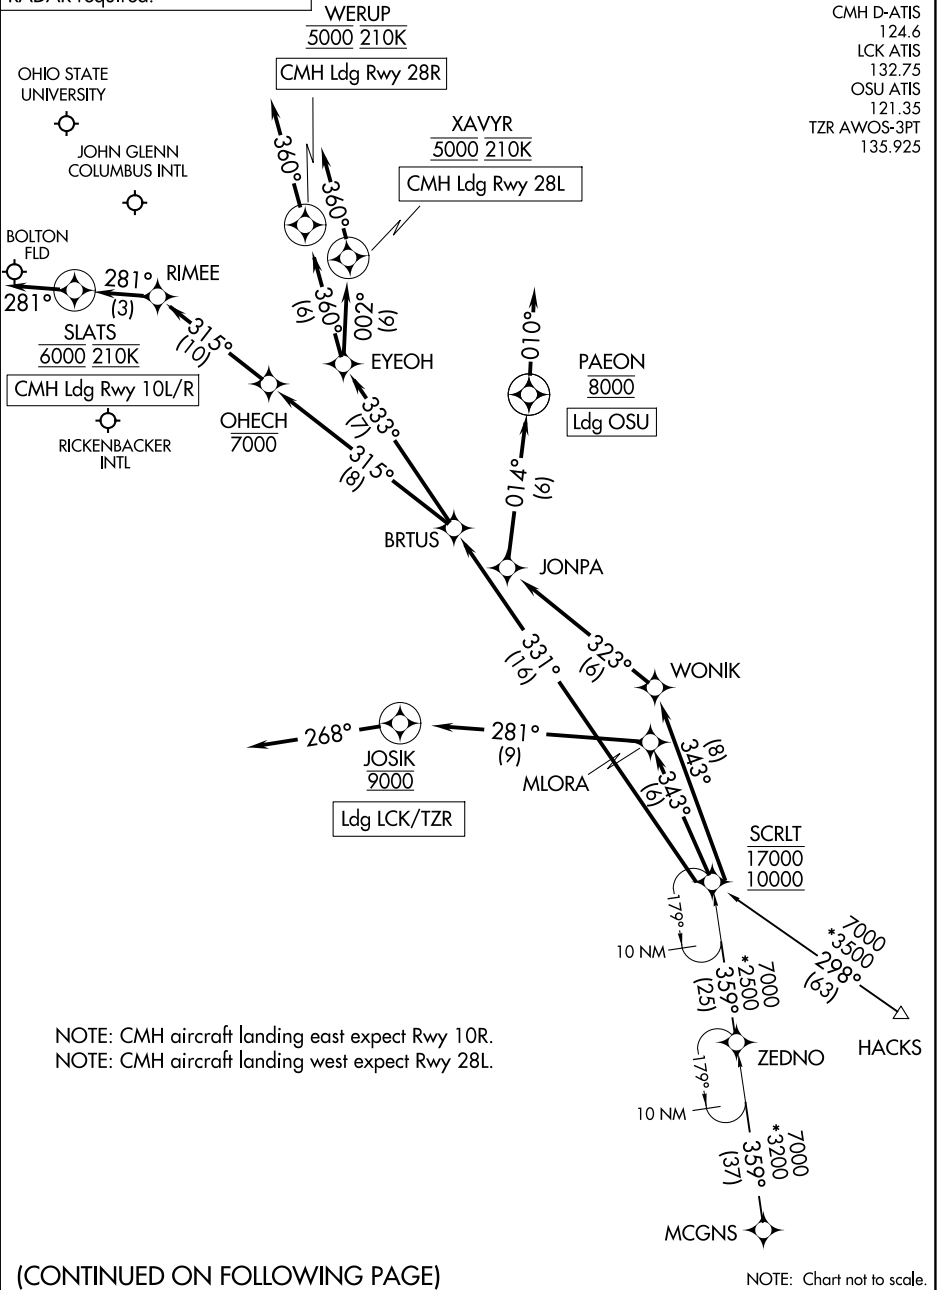 RADAR required.
CMH D-ATIS
124.6
LCK ATIS
132.75
OSU ATIS
121.35
TZR AWOS-3PT
135.925
WERUP
5000 210K
CMH Ldg Rwy 28R
XAVYR
5000 210K
CMH Ldg Rwy 28L
OHIO STATE
UNIVERSITY
JOHN GLENN
COLUMBUS INTL
BOLTON
FLD
360°
360°
360°
(6)
002°
(6)
281°
281°
(3)
RIMEE
SLATS
6000 210K
CMH Ldg Rwy 10L/R
RICKENBACKER
INTL
315°
(10)
OHECH
7000
EYEOH
333°
(7)
315°
(8)
BRTUS
010°
PAEON
8000
Ldg OSU
014°
(6)
JONPA
323°
(6)
WONIK
331°
(16)
268°
JOSIK
9000
Ldg LCK/TZR
281°
(9)
MLORA
343°
(8)
343°
(6)
SCRLT
17000
10000
179°
10 NM
7000
*3500
298°
(63)
HACKS
7000
*2500
359°
(25)
ZEDNO
179°
10 NM
7000
*3200
359°
(37)
MCGNS
NOTE: CMH aircraft landing east expect Rwy 10R.
NOTE: CMH aircraft landing west expect Rwy 28L.
(CONTINUED ON FOLLOWING PAGE)
NOTE: Chart not to scale.